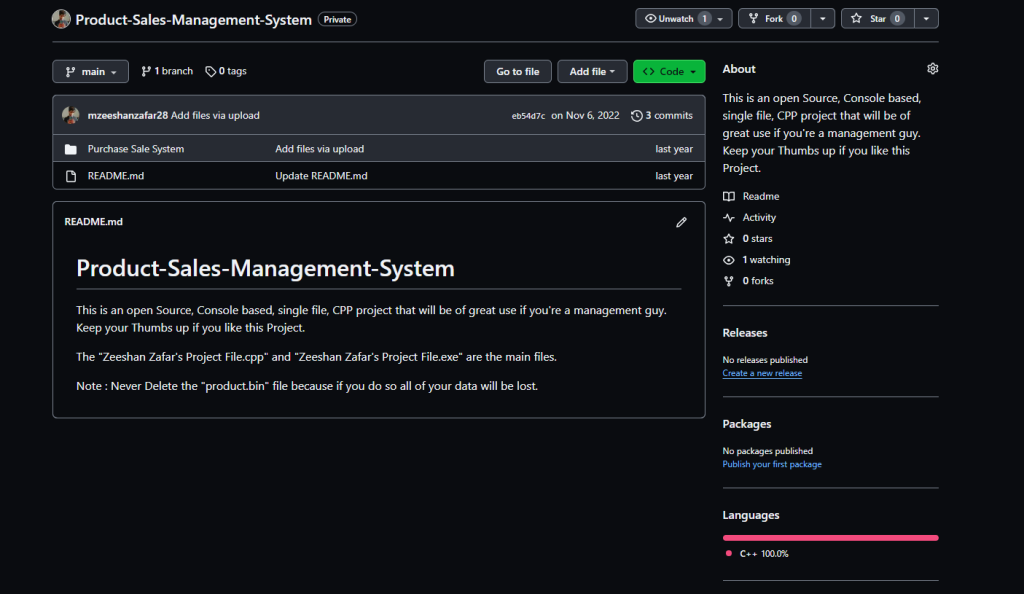 Product-Sales-Management-System Private
Unwatch 1
Fork 0
Star 0
main
1 branch
0 tags
Go to file
Add file
Code
mzeeshanzafar28 Add files via upload
eb54d7c on Nov 6, 2022
3 commits
Purchase Sale System Add files via upload last year
README.md Update README.md last year
README.md
Product-Sales-Management-System
This is an open Source, Console based, single file, CPP project that will be of great use if you're a management guy.
Keep your Thumbs up if you like this Project.
The "Zeeshan Zafar's Project File.cpp" and "Zeeshan Zafar's Project File.exe" are the main files.
Note : Never Delete the "product.bin" file because if you do so all of your data will be lost.
About
This is an open Source, Console based,
single file, CPP project that will be of
great use if you're a management guy.
Keep your Thumbs up if you like this
Project.
Readme
Activity
0 stars
1 watching
0 forks
Releases
No releases published
Create a new release
Packages
No packages published
Publish your first package
Languages
C++ 100.0%